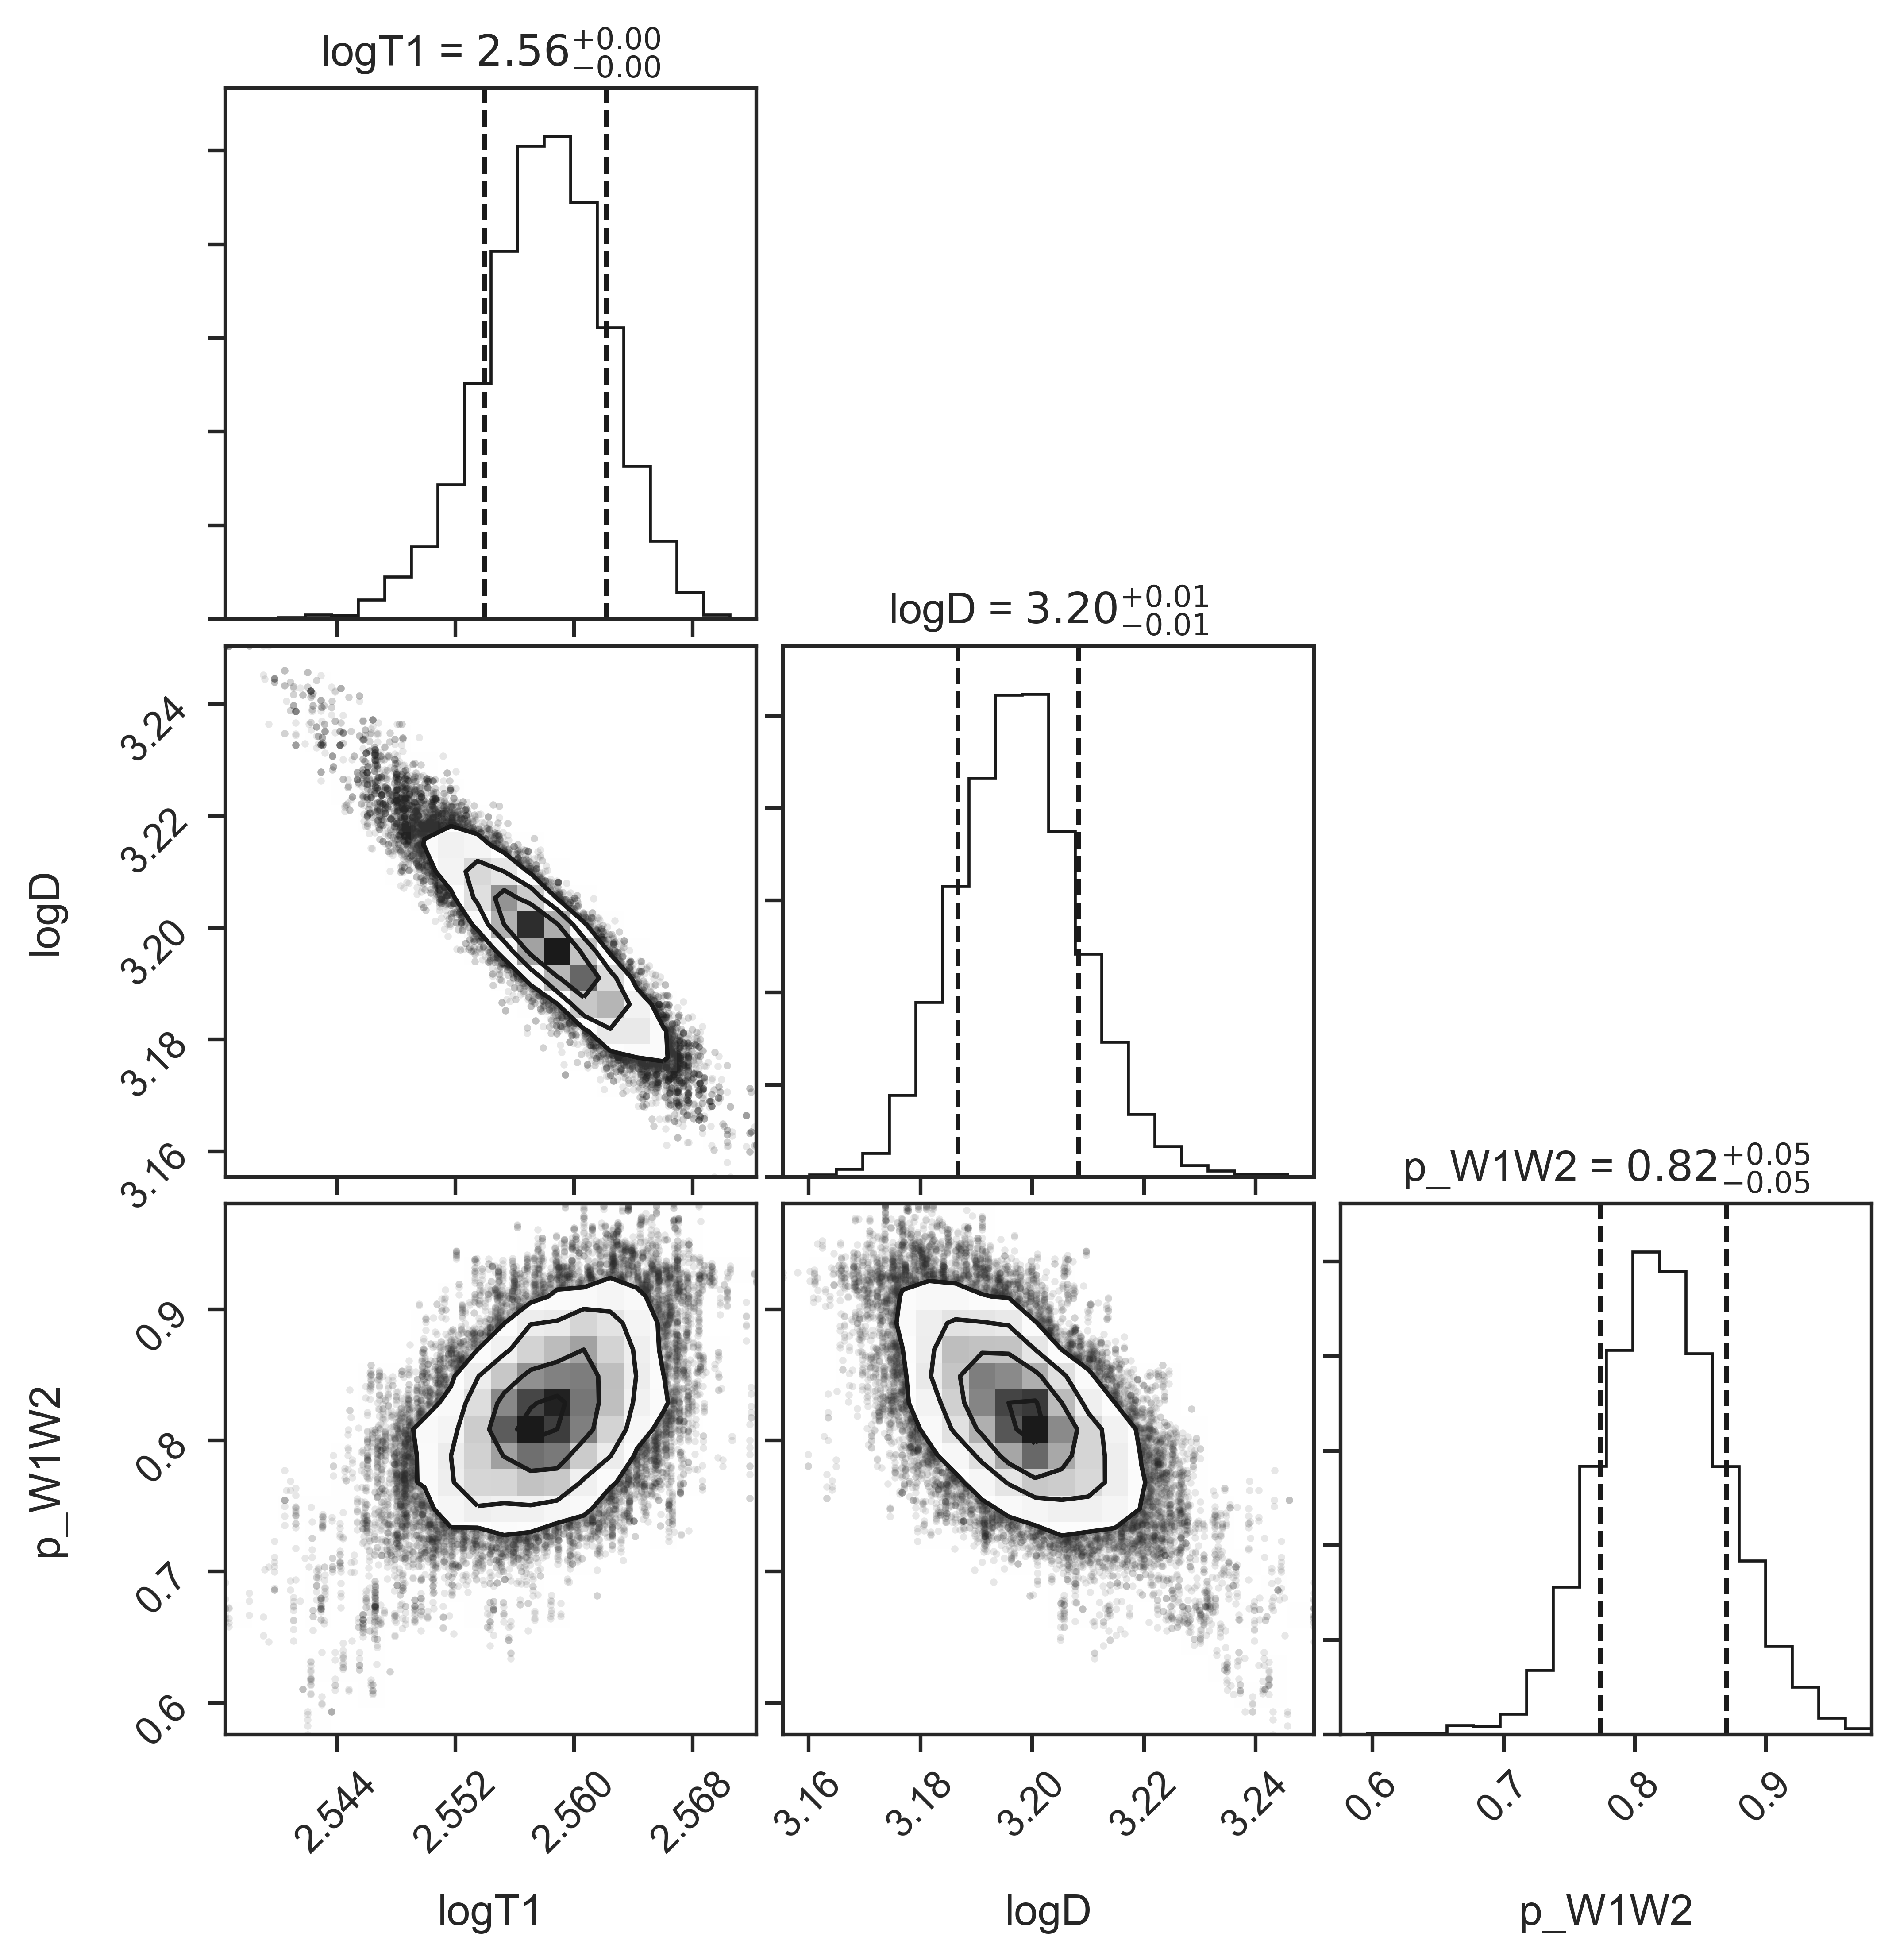 logT1 = 2.56 +0.00 −0.00
logD = 3.20 +0.01 −0.01
3.24
3.22
3.20
3.18
3.16
logD
p_W1W2 = 0.82 +0.05 −0.05
0.9
0.8
0.7
0.6
p_W1W2
2.544 2.552 2.560 2.568 3.16 3.18 3.20 3.22 3.24 0.6 0.7 0.8 0.9
logT1 logD p_W1W2